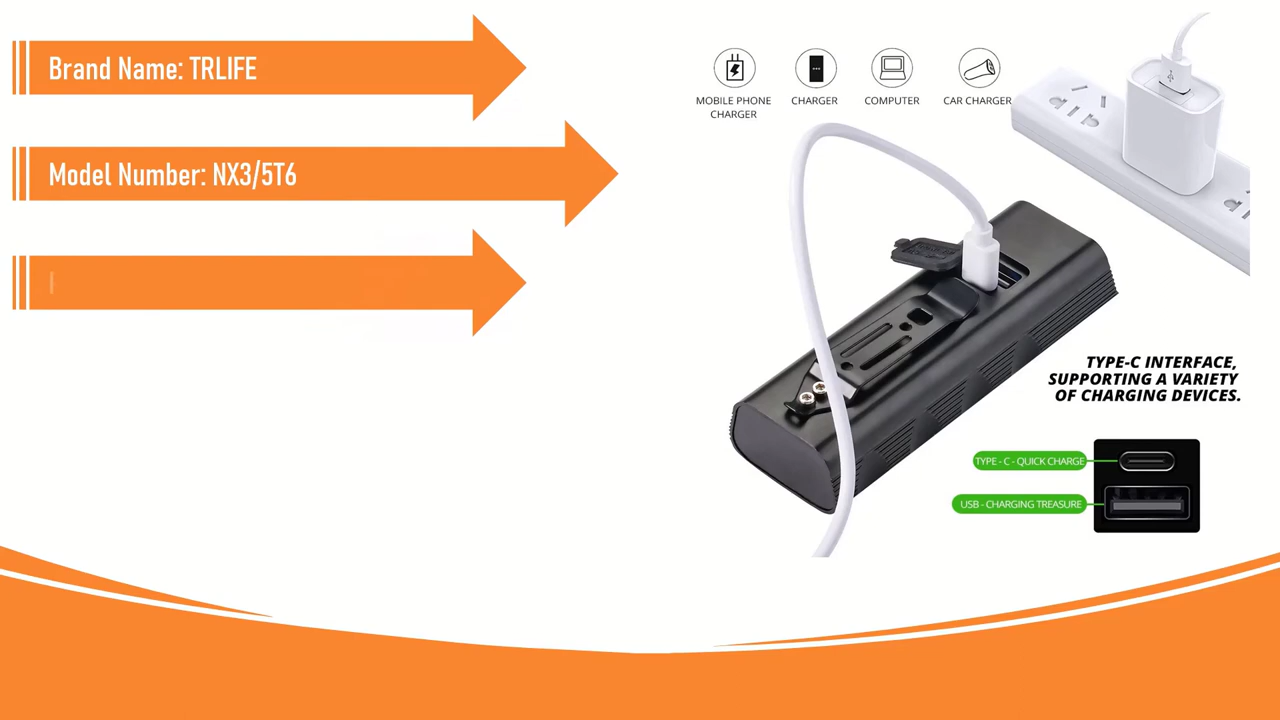 Brand Name: TRLIFE
Model Number: NX3/5T6
MOBILE PHONE
CHARGER
CHARGER
COMPUTER
CAR CHARGER
TYPE-C INTERFACE,
SUPPORTING A VARIETY
OF CHARGING DEVICES.
TYPE - C - QUICK CHARGE
USB - CHARGING TREASURE